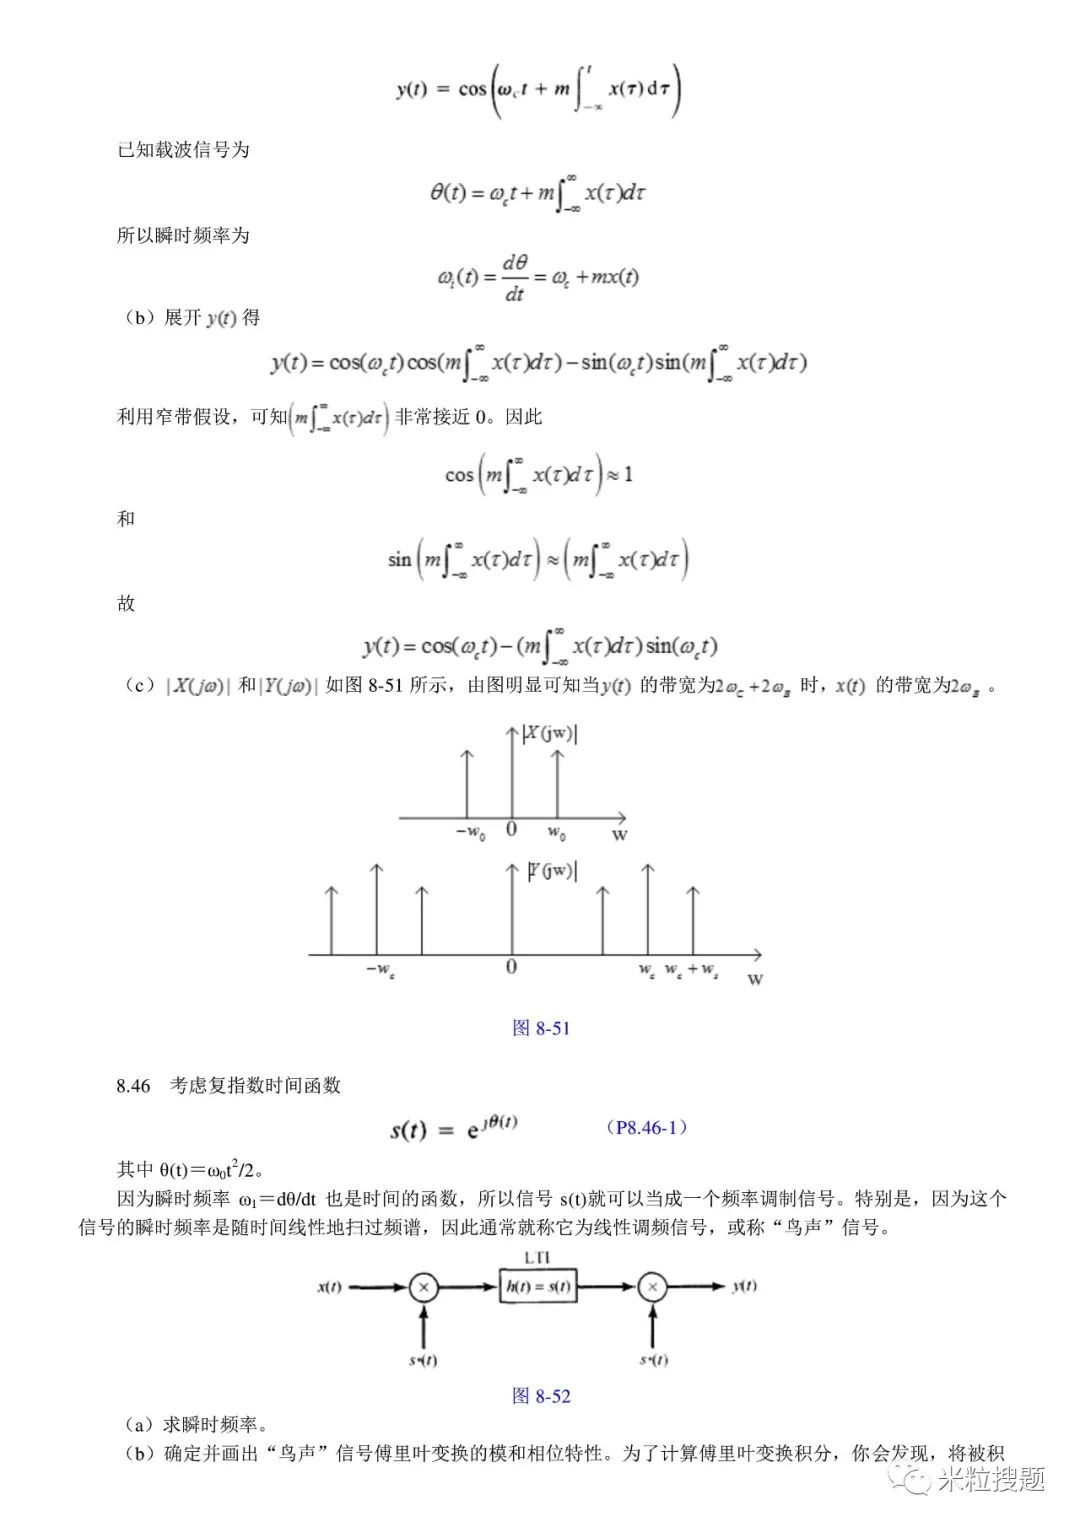 y(t) = cos(ω_c t + m∫_{-∞}^{t} x(τ)dτ)
已知载波信号为
θ(t) = ω_c t + m∫_{-∞}^{∞} x(τ)dτ
所以瞬时频率为
ω_i(t) = dθ/dt = ω_c + mx(t)
（b）展开 y(t) 得
y(t) = cos(ω_c t)cos(m∫_{-∞}^{∞} x(τ)dτ) − sin(ω_c t)sin(m∫_{-∞}^{∞} x(τ)dτ)
利用窄带假设，可知(m∫_{-∞}^{∞} x(τ)dτ) 非常接近 0。因此
cos(m∫_{-∞}^{∞} x(τ)dτ) ≈ 1
和
sin(m∫_{-∞}^{∞} x(τ)dτ) ≈ (m∫_{-∞}^{∞} x(τ)dτ)
故
y(t) = cos(ω_c t) − (m∫_{-∞}^{∞} x(τ)dτ)sin(ω_c t)
（c）|X(jω)| 和|Y(jω)| 如图 8-51 所示，由图明显可知当y(t) 的带宽为2ω_c+2ω_s 时，x(t) 的带宽为2ω_s 。
|X(jw)|
−w₀ 0 w₀ w
|Y(jw)|
−w_c 0 w_c w_c + w_s w
图 8-51
8.46 考虑复指数时间函数
s(t) = e^{jθ(t)} （P8.46-1）
其中 θ(t)＝ω₀t²/2。
因为瞬时频率 ω₁＝dθ/dt 也是时间的函数，所以信号 s(t)就可以当成一个频率调制信号。特别是，因为这个
信号的瞬时频率是随时间线性地扫过频谱，因此通常就称它为线性调频信号，或称“鸟声”信号。
LTI
x(t) × h(t) = s(t) × y(t)
s*(t) s*(t)
图 8-52
（a）求瞬时频率。
（b）确定并画出“鸟声”信号傅里叶变换的模和相位特性。为了计算傅里叶变换积分，你会发现，将被积
米粒搜题